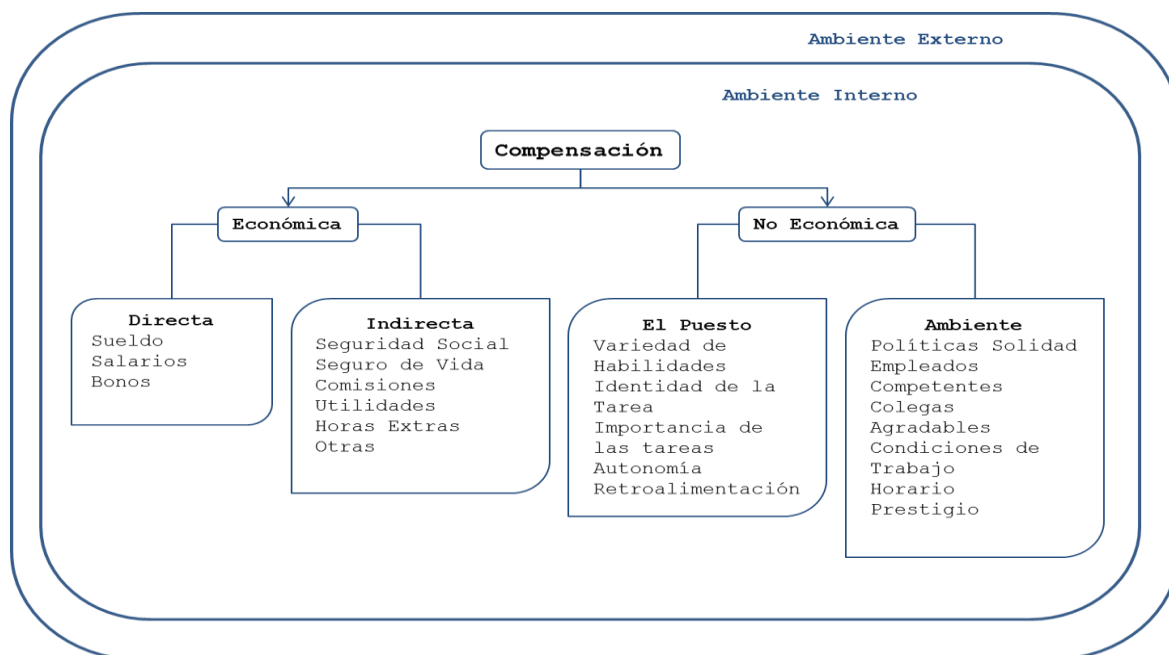 Ambiente Externo
Ambiente Interno
Compensación
Económica
No Económica
Directa
Sueldo
Salarios
Bonos
Indirecta
Seguridad Social
Seguro de Vida
Comisiones
Utilidades
Horas Extras
Otras
El Puesto
Variedad de
Habilidades
Identidad de la
Tarea
Importancia de
las tareas
Autonomía
Retroalimentación
Ambiente
Políticas Solidad
Empleados
Competentes
Colegas
Agradables
Condiciones de
Trabajo
Horario
Prestigio